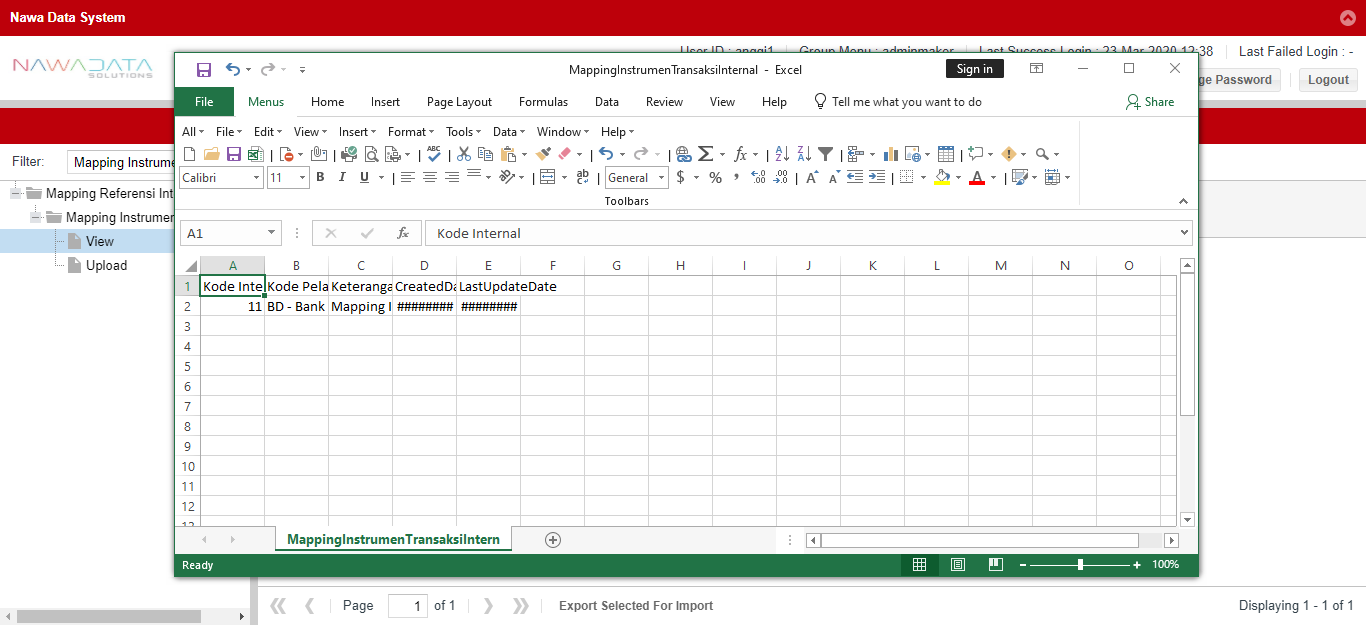 Nawa Data System
NAWADATA
SOLUTIONS
User ID : anggi1 Group Menu : adminmaker Last Success Login : 23 Mar 2020 12:38 Last Failed Login : -
ge Password Logout
MappingInstrumenTransaksiInternal - Excel
Sign in
File Menus Home Insert Page Layout Formulas Data Review View Help Tell me what you want to do Share
All File Edit View Insert Format Tools Data Window Help
Calibri 11 B I U General $ %
Toolbars
Filter: Mapping Instrume
Mapping Referensi Int
Mapping Instrumen
View
Upload
A1 fx Kode Internal
A B C D E F G H I J K L M N O
1 Kode Inte Kode Pela Keteranga CreatedDa LastUpdateDate
2 11 BD - Bank Mapping I ######## ########
3
4
5
6
7
8
9
10
11
12
13
MappingInstrumenTransaksiIntern
Ready 100%
Page 1 of 1 Export Selected For Import Displaying 1 - 1 of 1